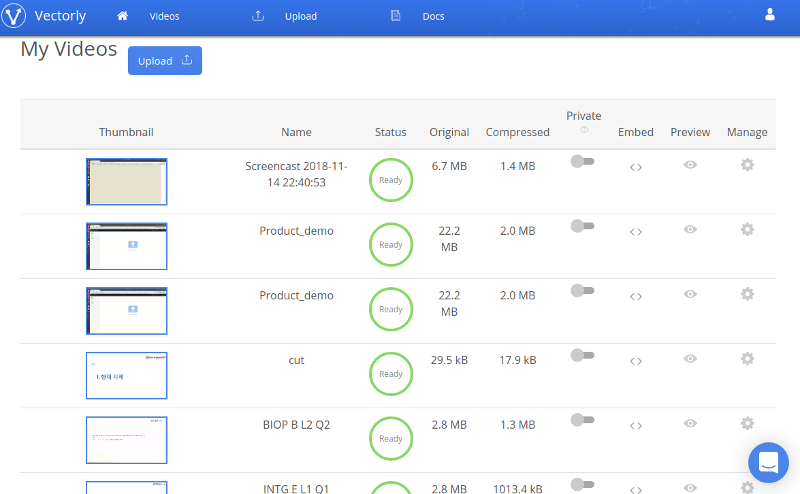 Vectorly
Videos
Upload
Docs
My Videos
Upload
Thumbnail
Name
Status
Original
Compressed
Private
Embed
Preview
Manage
Screencast 2018-11-
14 22:40:53
Ready
6.7 MB
1.4 MB
Product_demo
Ready
22.2
MB
2.0 MB
Product_demo
Ready
22.2
MB
2.0 MB
1.현재 시제
cut
Ready
29.5 kB
17.9 kB
BIOP B L2 Q2
Ready
2.8 MB
1.3 MB
INTG E L1 Q1
2.8 MB
1013.4 kB